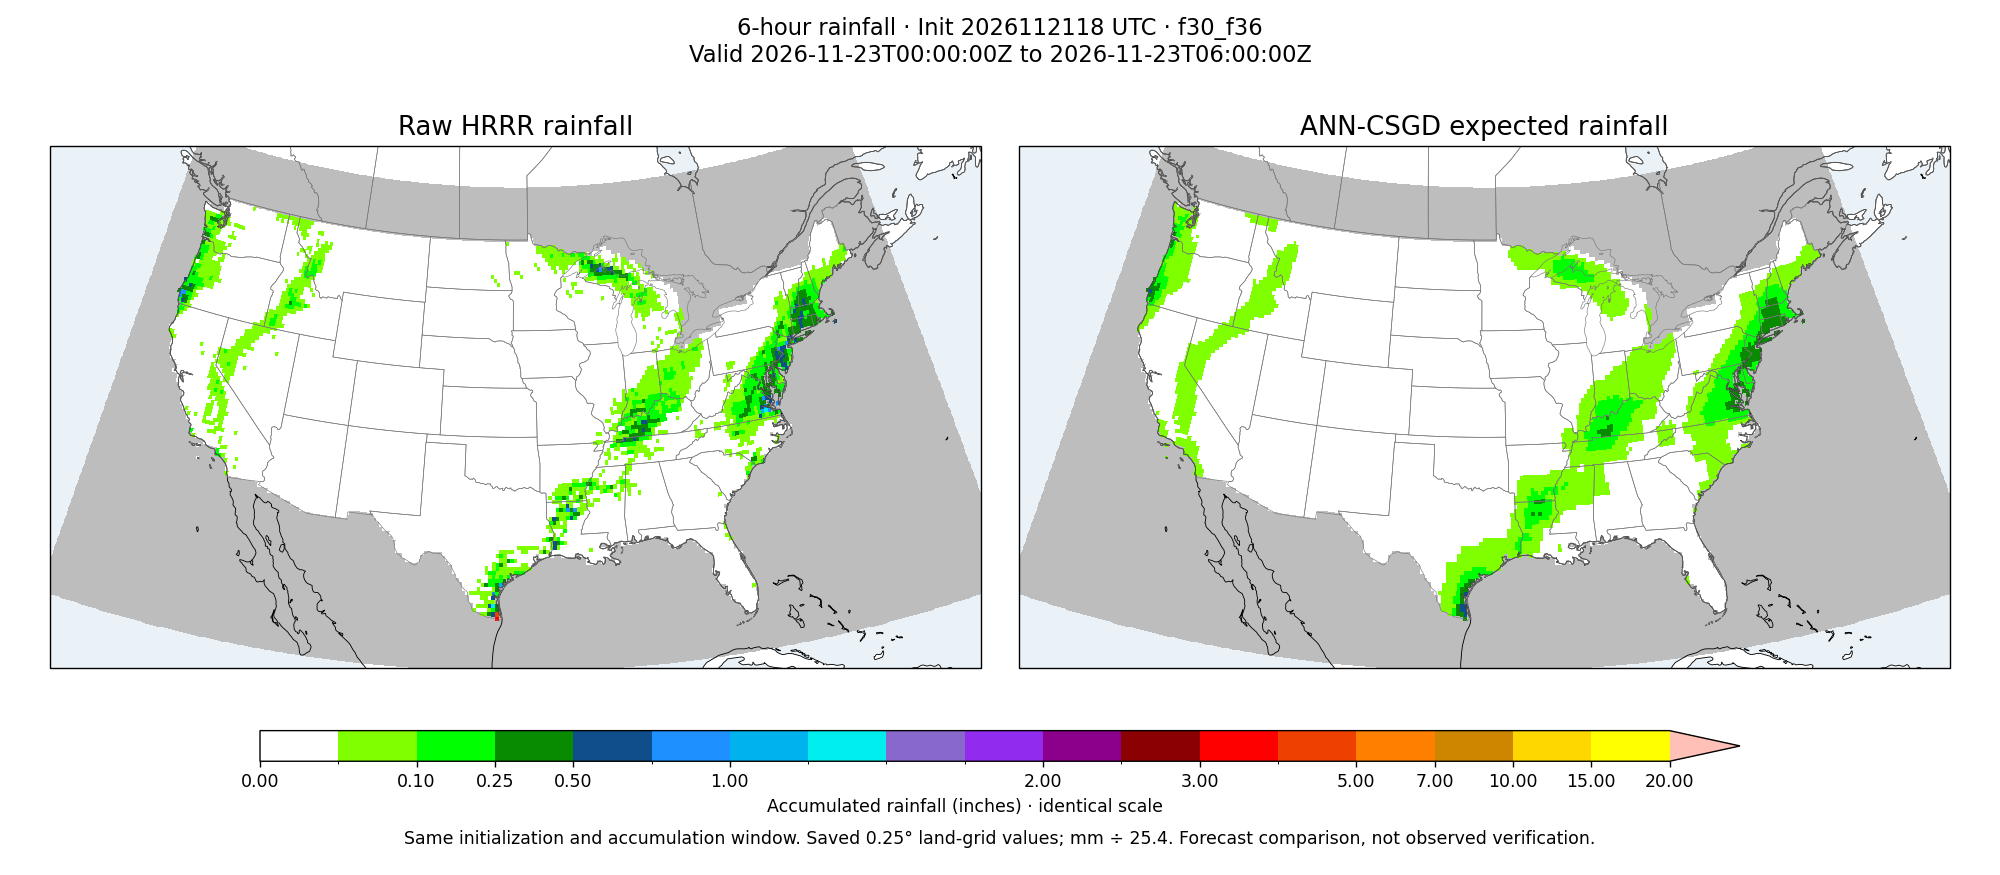 6-hour rainfall · Init 2026112118 UTC · f30_f36
Valid 2026-11-23T00:00:00Z to 2026-11-23T06:00:00Z
Raw HRRR rainfall
ANN-CSGD expected rainfall
0.00 0.10 0.25 0.50 1.00 2.00 3.00 5.00 7.00 10.00 15.00 20.00
Accumulated rainfall (inches) · identical scale
Same initialization and accumulation window. Saved 0.25° land-grid values; mm ÷ 25.4. Forecast comparison, not observed verification.